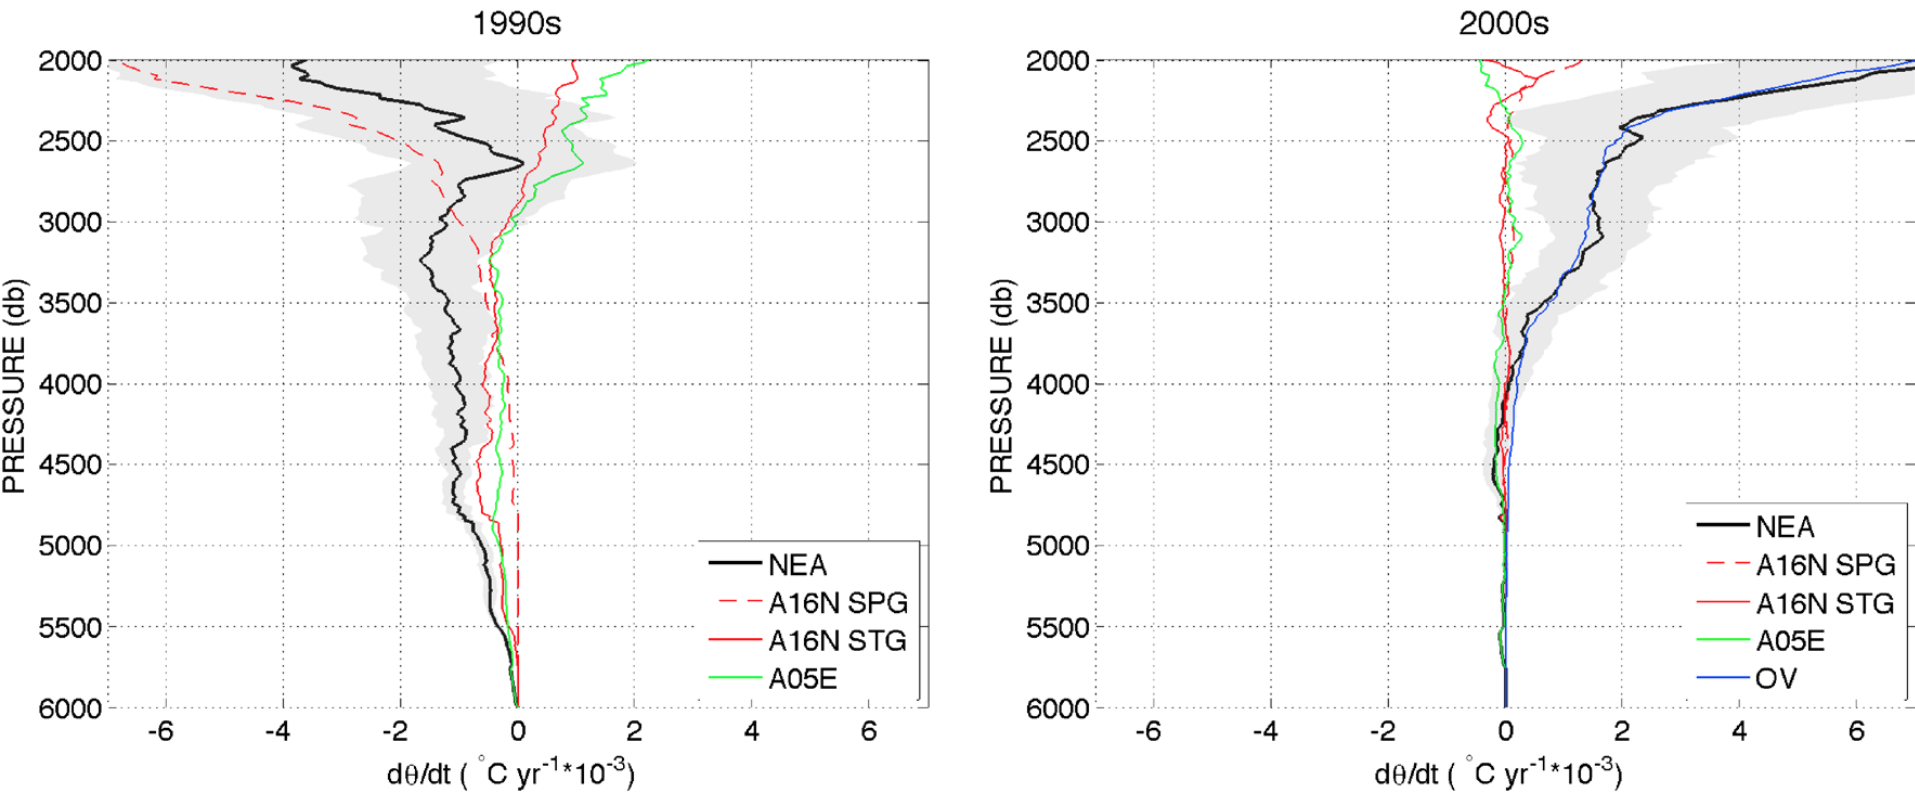 1990s
2000
2500
3000
3500
4000
4500
5000
5500
6000
PRESSURE (db)
-6 -4 -2 0 2 4 6
dθ/dt ( °C yr-1*10-3)
NEA
A16N SPG
A16N STG
A05E
2000s
2000
2500
3000
3500
4000
4500
5000
5500
6000
PRESSURE (db)
-6 -4 -2 0 2 4 6
dθ/dt ( °C yr-1*10-3)
NEA
A16N SPG
A16N STG
A05E
OV